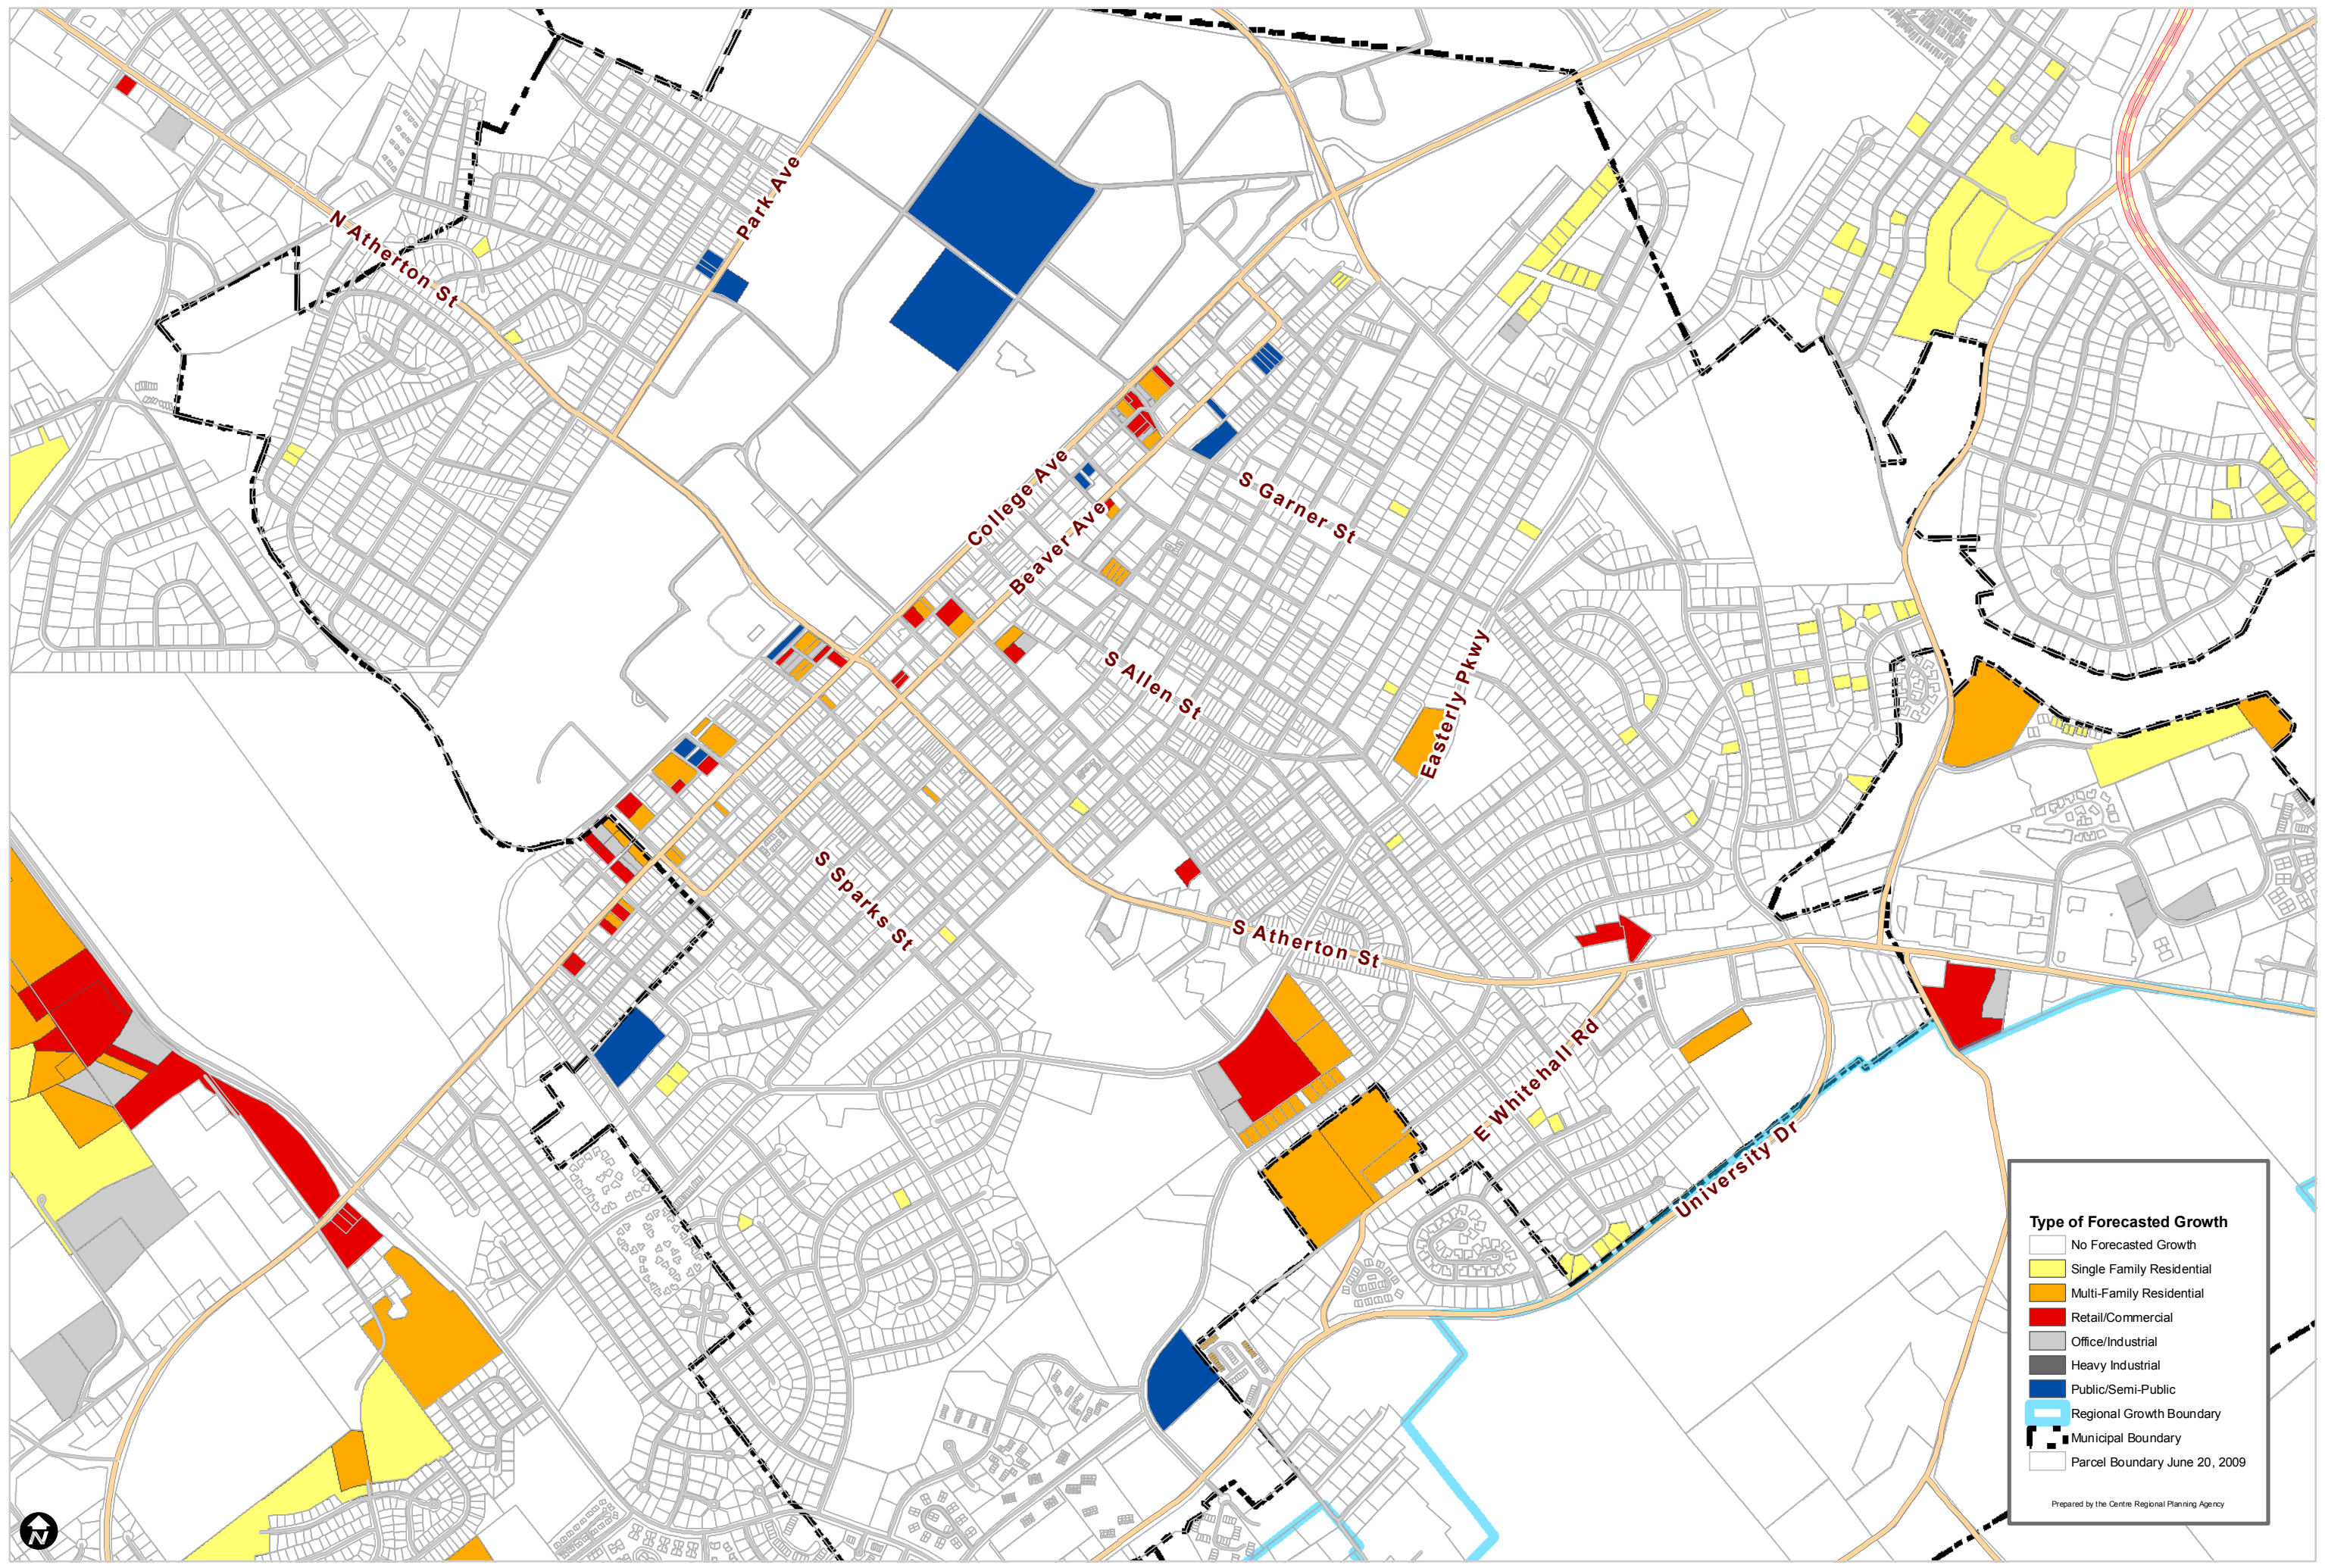 N Atherton St
Park Ave
College Ave
Beaver Ave
S Garner St
S Allen St
Easterly Pkwy
S Sparks St
S Atherton St
E Whitehall Rd
University Dr
Type of Forecasted Growth
No Forecasted Growth
Single Family Residential
Multi-Family Residential
Retail/Commercial
Office/Industrial
Heavy Industrial
Public/Semi-Public
Regional Growth Boundary
Municipal Boundary
Parcel Boundary June 20, 2009
Prepared by the Centre Regional Planning Agency
N